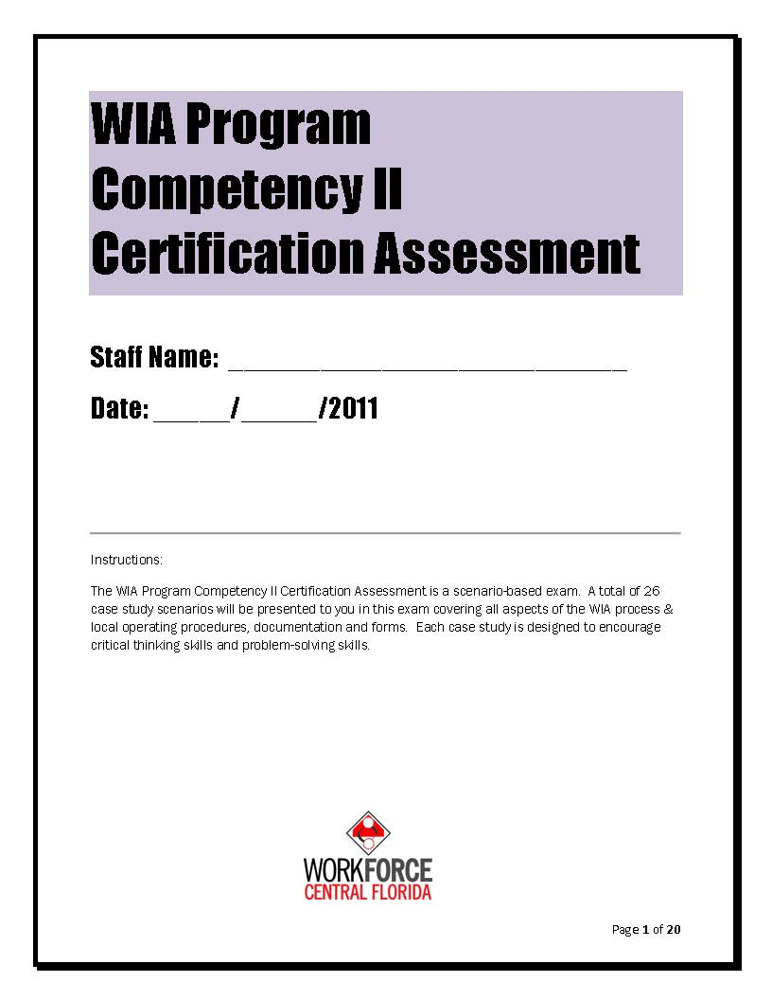 WIA Program
Competency II
Certification Assessment
Staff Name: __________________________
Date: _____/_____/2011
Instructions:
The WIA Program Competency II Certification Assessment is a scenario-based exam. A total of 26
case study scenarios will be presented to you in this exam covering all aspects of the WIA process &
local operating procedures, documentation and forms. Each case study is designed to encourage
critical thinking skills and problem-solving skills.
WORKFORCE
CENTRAL FLORIDA
Page 1 of 20